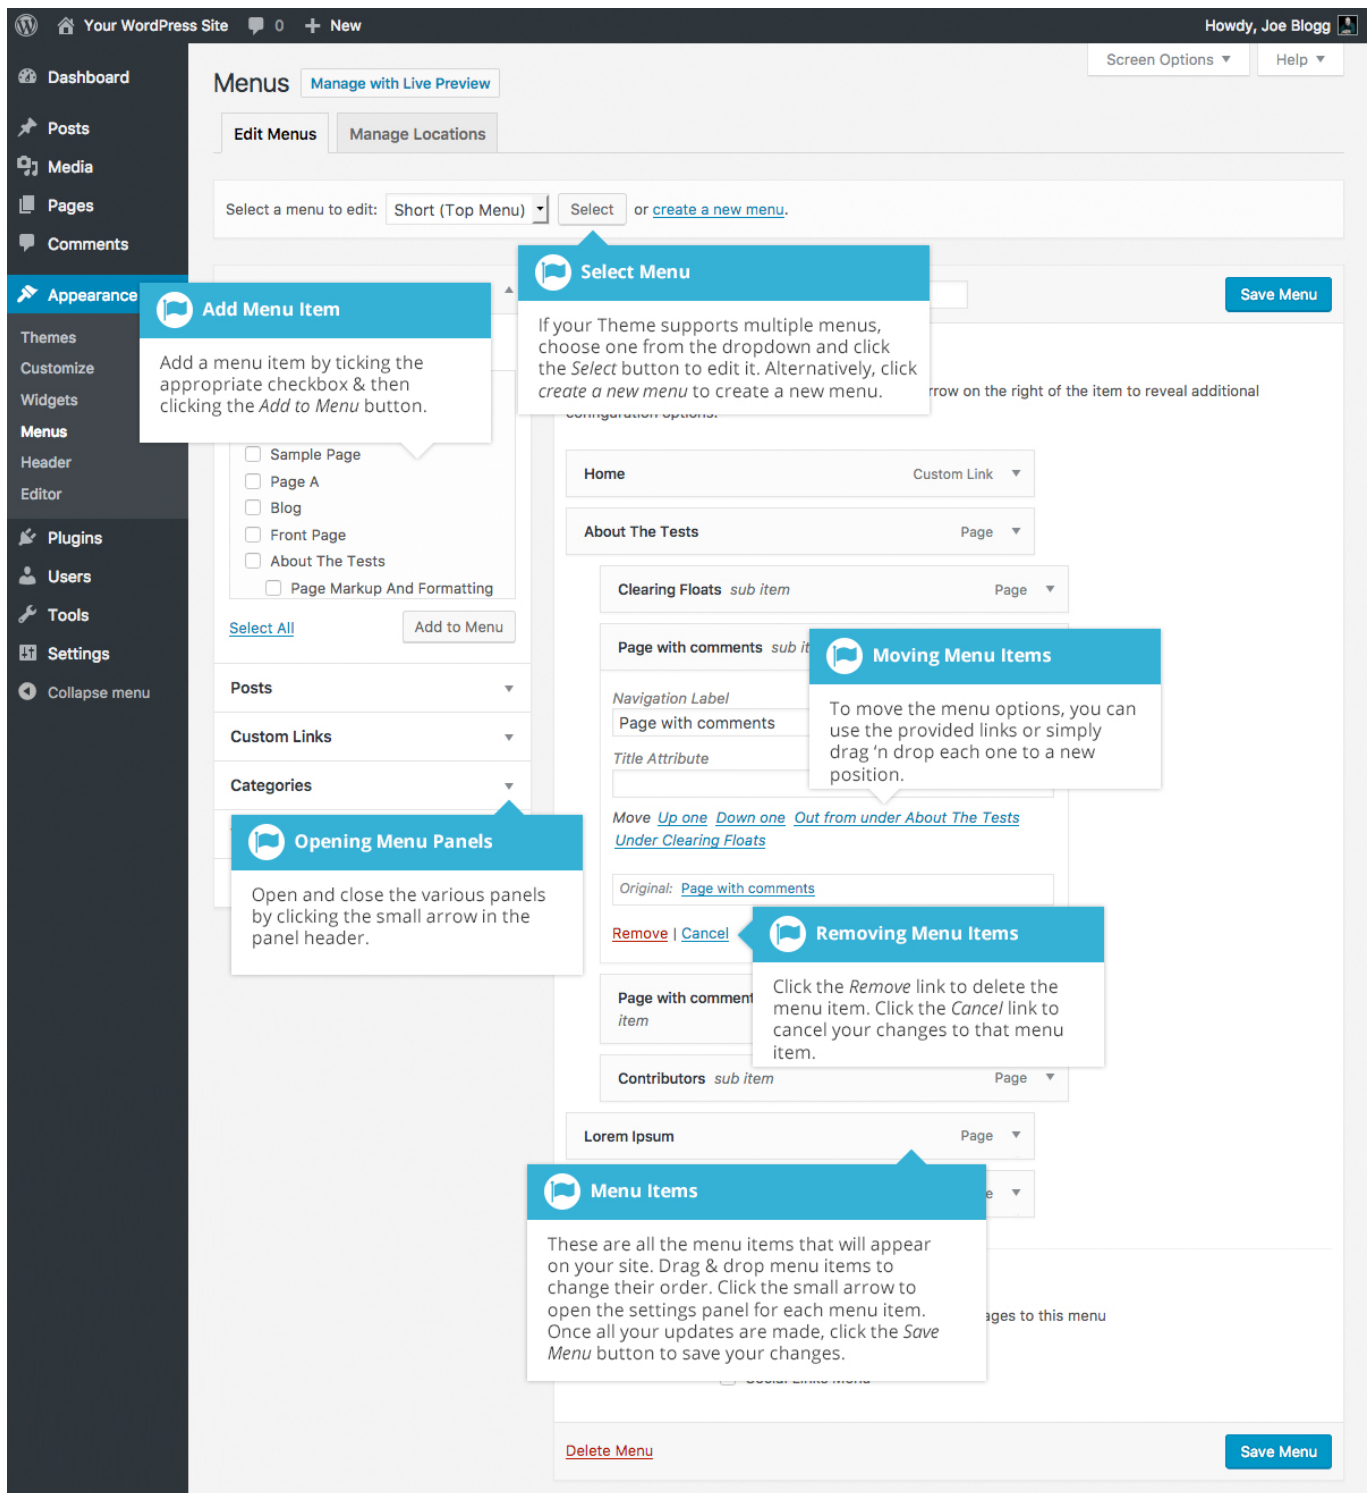 Your WordPress Site 0 New Howdy, Joe Blogg
Screen Options Help
Dashboard
Posts
Media
Pages
Comments
Appearance
Themes
Customize
Widgets
Menus
Header
Editor
Plugins
Users
Tools
Settings
Collapse menu
Menus Manage with Live Preview
Edit Menus Manage Locations
Select a menu to edit: Short (Top Menu) Select or create a new menu.
Select Menu
If your Theme supports multiple menus,
choose one from the dropdown and click
the Select button to edit it. Alternatively, click
create a new menu to create a new menu.
Save Menu
Add Menu Item
Add a menu item by ticking the
appropriate checkbox & then
clicking the Add to Menu button.
on the right of the item to reveal additional
options.
Sample Page
Page A
Blog
Front Page
About The Tests
Page Markup And Formatting
Select All Add to Menu
Posts
Custom Links
Categories
Opening Menu Panels
Open and close the various panels
by clicking the small arrow in the
panel header.
Home Custom Link
About The Tests Page
Clearing Floats sub item Page
Page with comments sub
Moving Menu Items
To move the menu options, you can
use the provided links or simply
drag ‘n drop each one to a new
position.
Navigation Label
Page with comments
Title Attribute
Move Up one Down one Out from under About The Tests
Under Clearing Floats
Original: Page with comments
Remove | Cancel
Removing Menu Items
Click the Remove link to delete the
menu item. Click the Cancel link to
cancel your changes to that menu
item.
Page with
item
Contributors sub item Page
Lorem Ipsum Page
Menu Items
These are all the menu items that will appear
on your site. Drag & drop menu items to
change their order. Click the small arrow to
open the settings panel for each menu item.
Once all your updates are made, click the Save
Menu button to save your changes.
to this menu
Delete Menu Save Menu